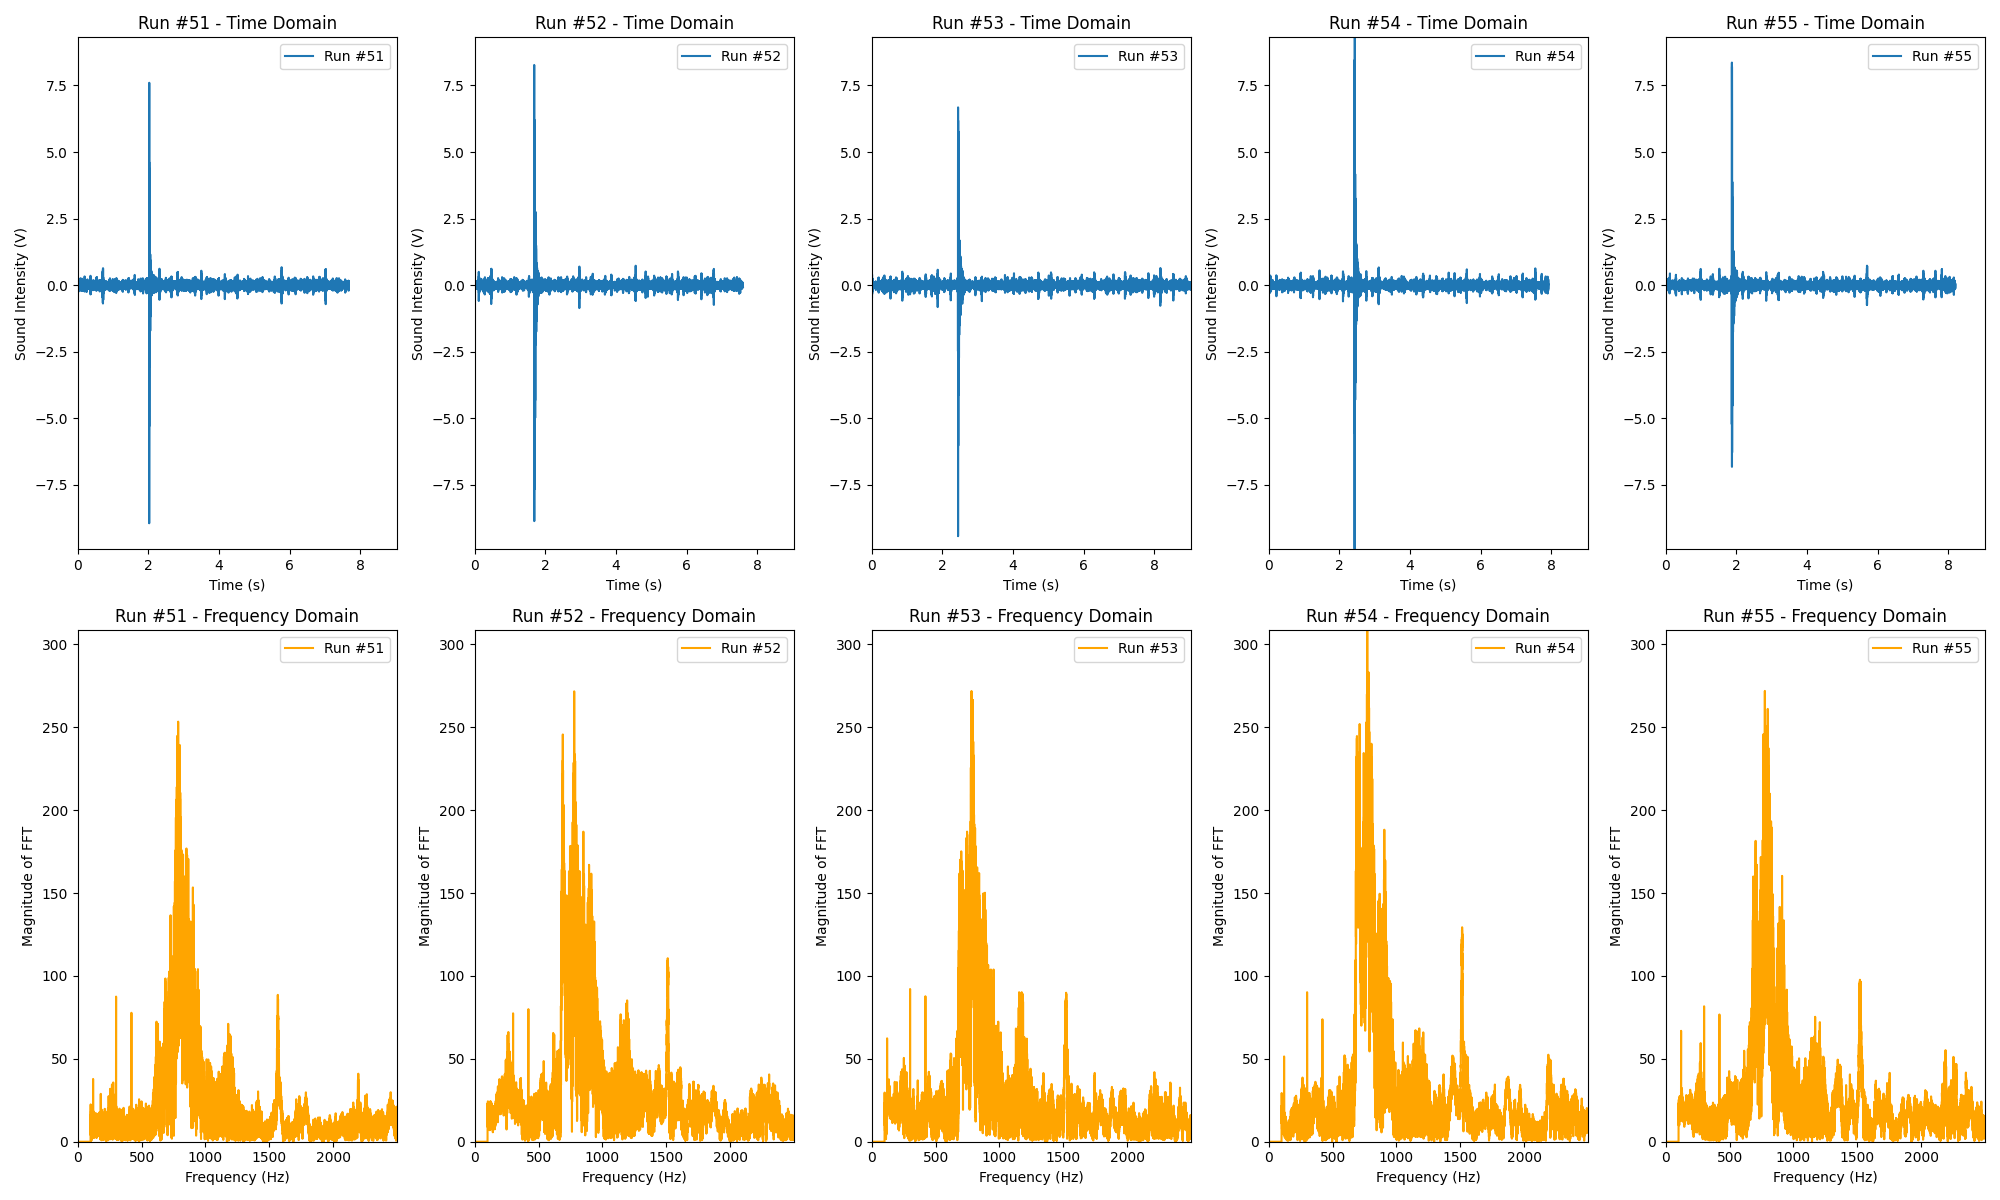 Run #51 - Time Domain
Run #52 - Time Domain
Run #53 - Time Domain
Run #54 - Time Domain
Run #55 - Time Domain
Run #51
Run #52
Run #53
Run #54
Run #55
Sound Intensity (V)
7.5
5.0
2.5
0.0
−2.5
−5.0
−7.5
0 2 4 6 8
Time (s)
Sound Intensity (V)
7.5
5.0
2.5
0.0
−2.5
−5.0
−7.5
0 2 4 6 8
Time (s)
Sound Intensity (V)
7.5
5.0
2.5
0.0
−2.5
−5.0
−7.5
0 2 4 6 8
Time (s)
Sound Intensity (V)
7.5
5.0
2.5
0.0
−2.5
−5.0
−7.5
0 2 4 6 8
Time (s)
Sound Intensity (V)
7.5
5.0
2.5
0.0
−2.5
−5.0
−7.5
0 2 4 6 8
Time (s)
Run #51 - Frequency Domain
Run #52 - Frequency Domain
Run #53 - Frequency Domain
Run #54 - Frequency Domain
Run #55 - Frequency Domain
Run #51
Run #52
Run #53
Run #54
Run #55
Magnitude of FFT
300
250
200
150
100
50
0
0 500 1000 1500 2000
Frequency (Hz)
Magnitude of FFT
300
250
200
150
100
50
0
0 500 1000 1500 2000
Frequency (Hz)
Magnitude of FFT
300
250
200
150
100
50
0
0 500 1000 1500 2000
Frequency (Hz)
Magnitude of FFT
300
250
200
150
100
50
0
0 500 1000 1500 2000
Frequency (Hz)
Magnitude of FFT
300
250
200
150
100
50
0
0 500 1000 1500 2000
Frequency (Hz)